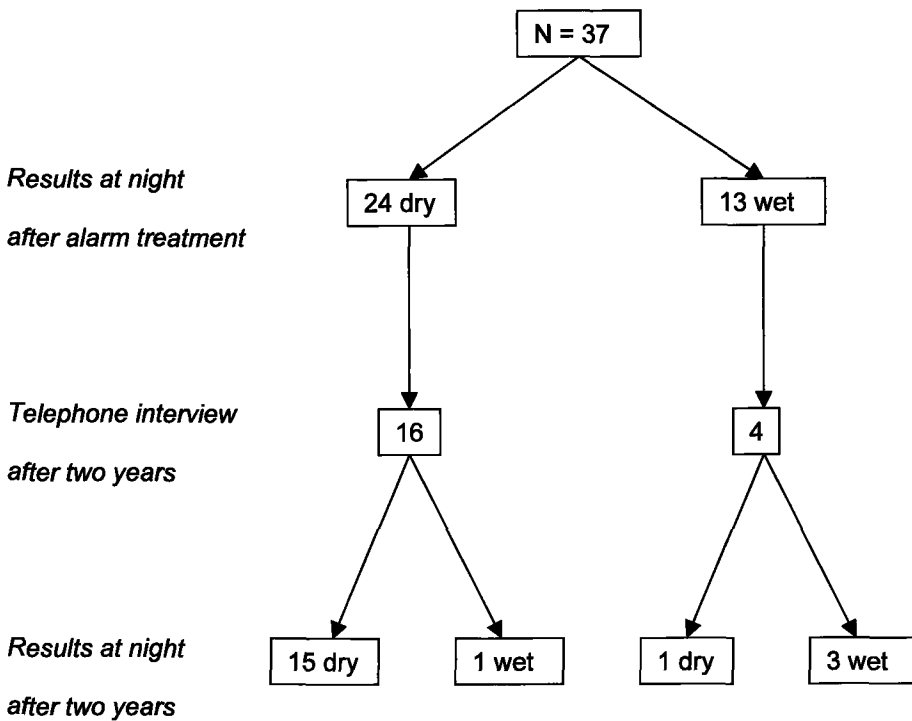 N = 37
Results at night
after alarm treatment
24 dry
13 wet
Telephone interview
after two years
16
4
Results at night
after two years
15 dry
1 wet
1 dry
3 wet